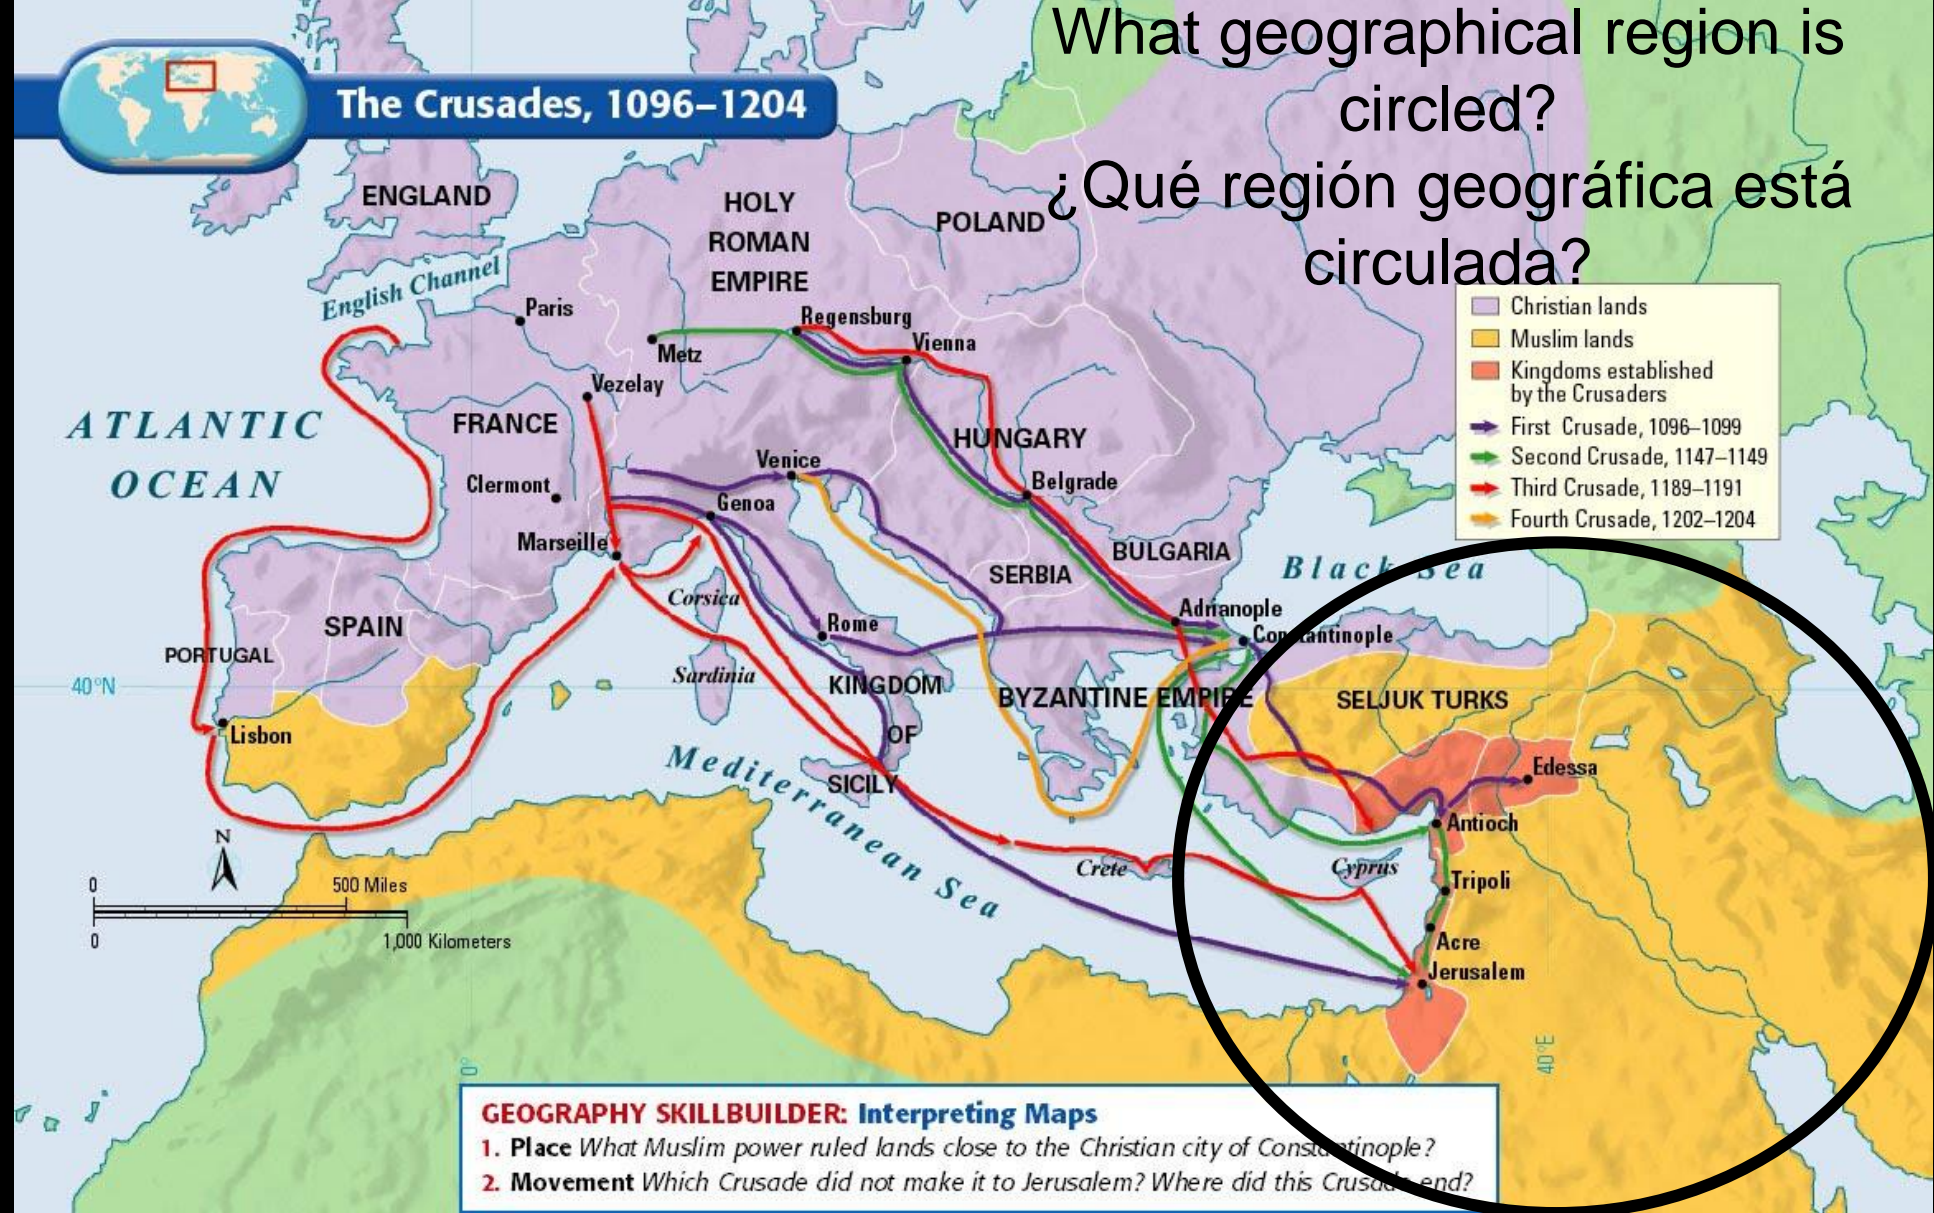 What geographical region is
circled?
¿Qué región geográfica está
circulada?
The Crusades, 1096–1204
ENGLAND
HOLY
ROMAN
EMPIRE
POLAND
English Channel
Paris
Regensburg
Vienna
Metz
Vezelay
Christian lands
Muslim lands
Kingdoms established
by the Crusaders
First Crusade, 1096–1099
Second Crusade, 1147–1149
Third Crusade, 1189–1191
Fourth Crusade, 1202–1204
ATLANTIC
OCEAN
FRANCE
HUNGARY
Venice
Clermont
Genoa
Belgrade
Marseille
BULGARIA
Black Sea
SERBIA
Corsica
Adrianople
SPAIN
Rome
Constantinople
PORTUGAL
40°N
Sardinia
KINGDOM
OF
SICILY
BYZANTINE EMPIRE
SELJUK TURKS
Lisbon
Mediterranean Sea
Edessa
Antioch
N
Crete
Cyprus
Tripoli
0
500 Miles
0
1,000 Kilometers
Acre
Jerusalem
0°
40°E
GEOGRAPHY SKILLBUILDER: Interpreting Maps
1. Place What Muslim power ruled lands close to the Christian city of Constantinople?
2. Movement Which Crusade did not make it to Jerusalem? Where did this Crusade end?